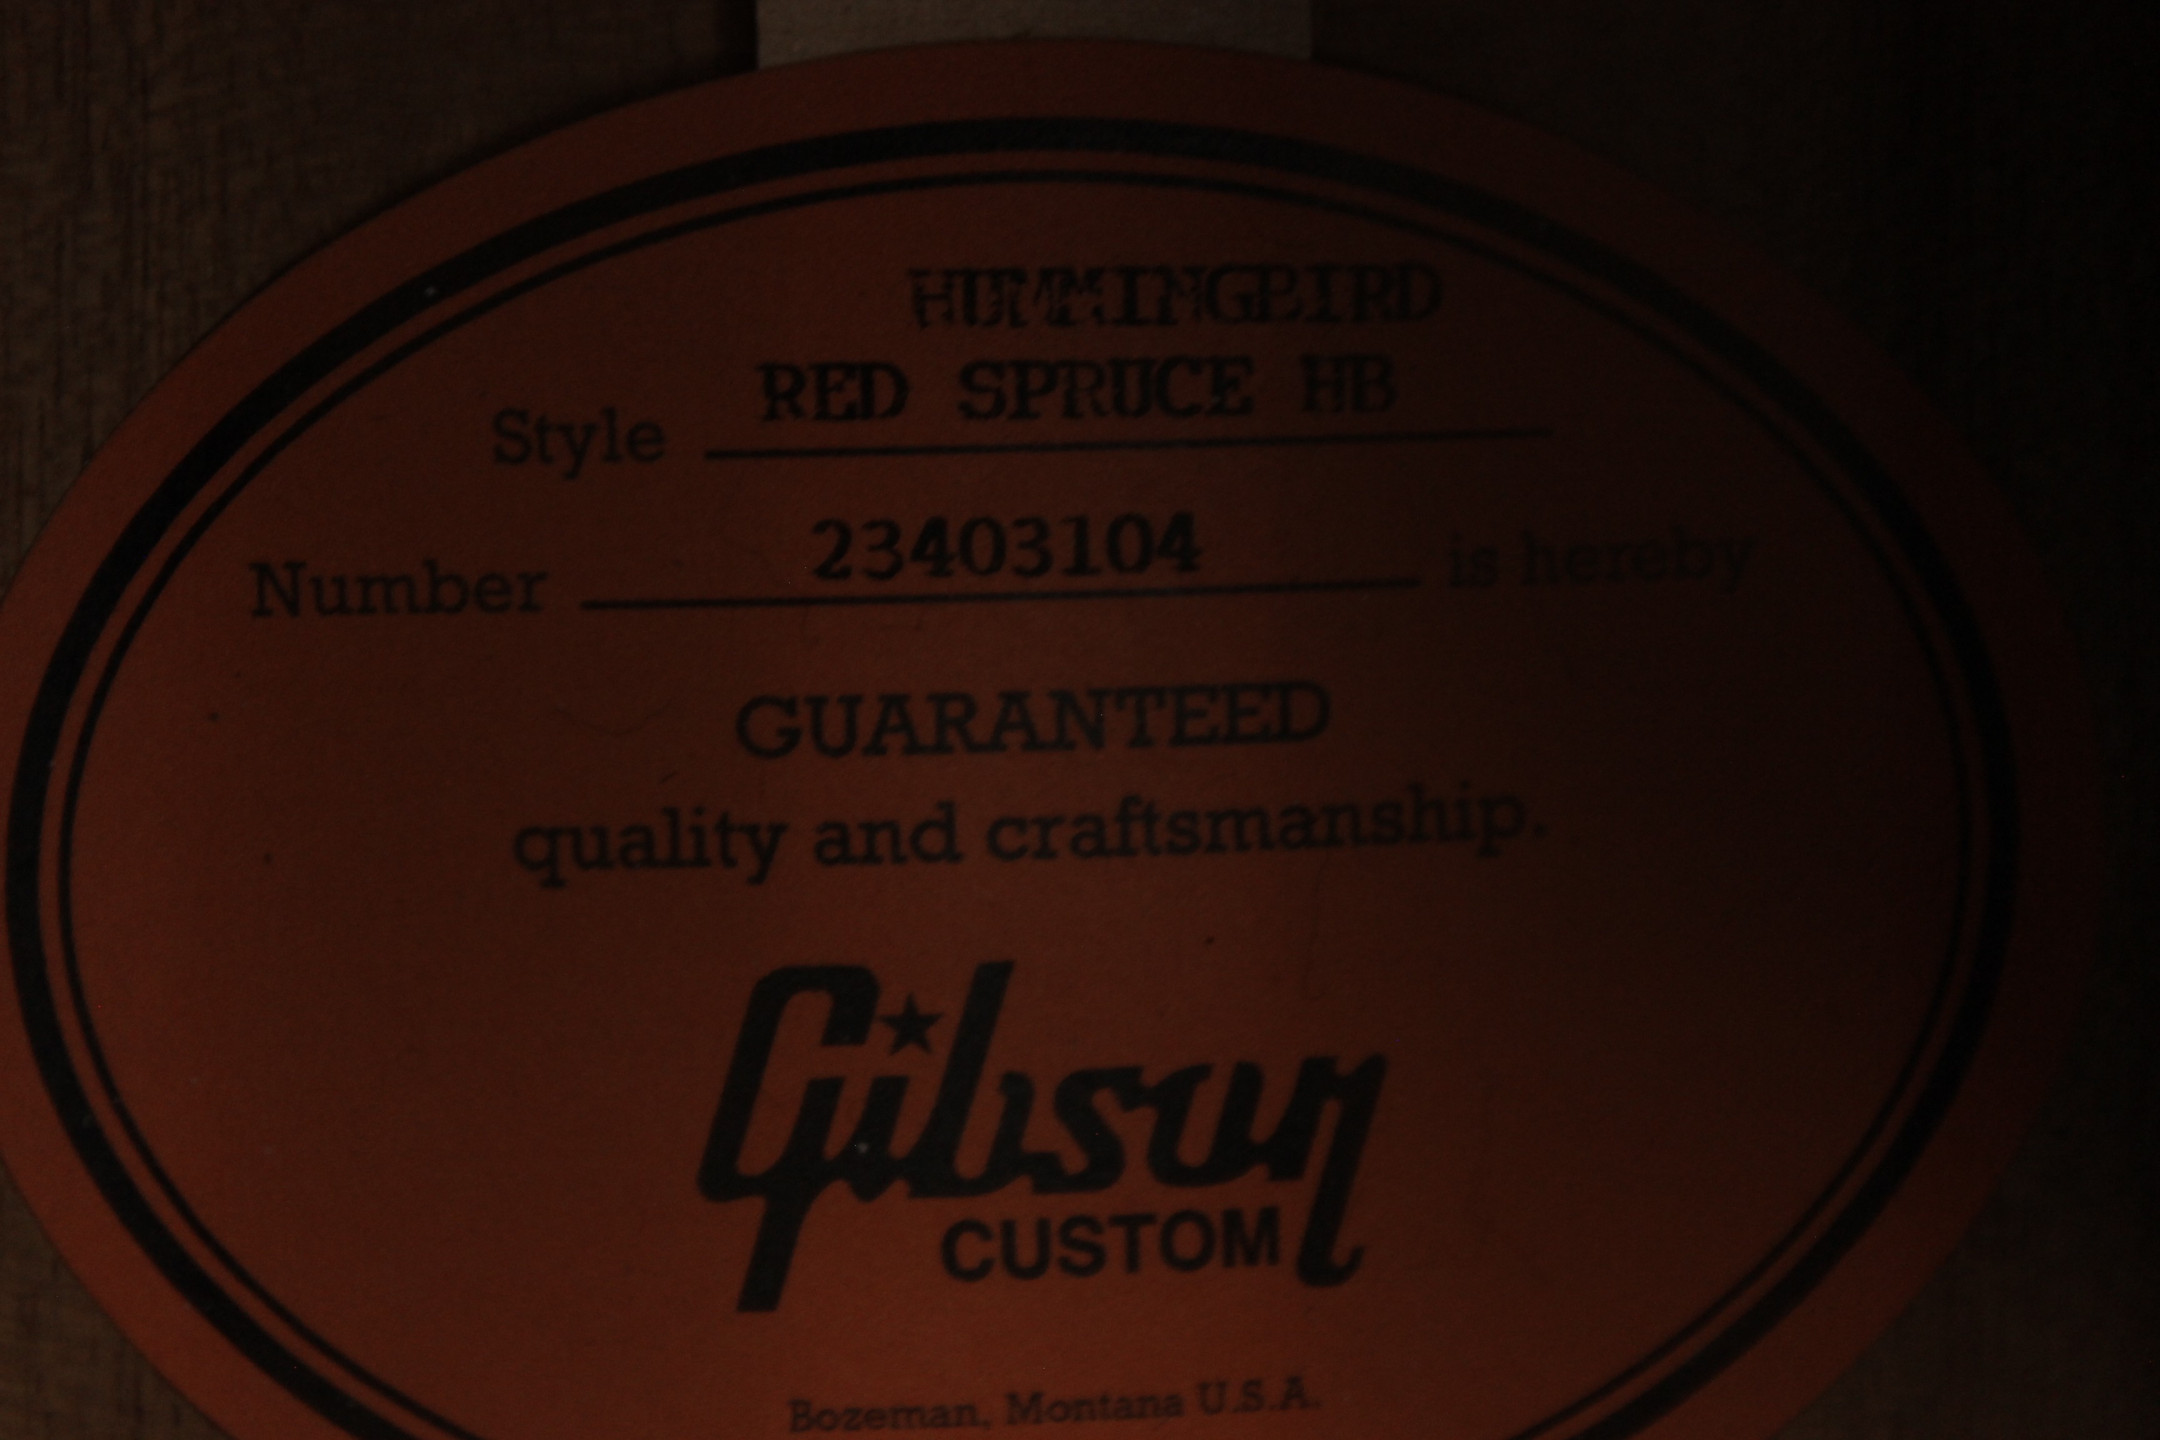 HUMMINGBIRD
Style RED SPRUCE HB
Number 23403104 is hereby
GUARANTEED
quality and craftsmanship.
Gibson
CUSTOM
Bozeman, Montana U.S.A.